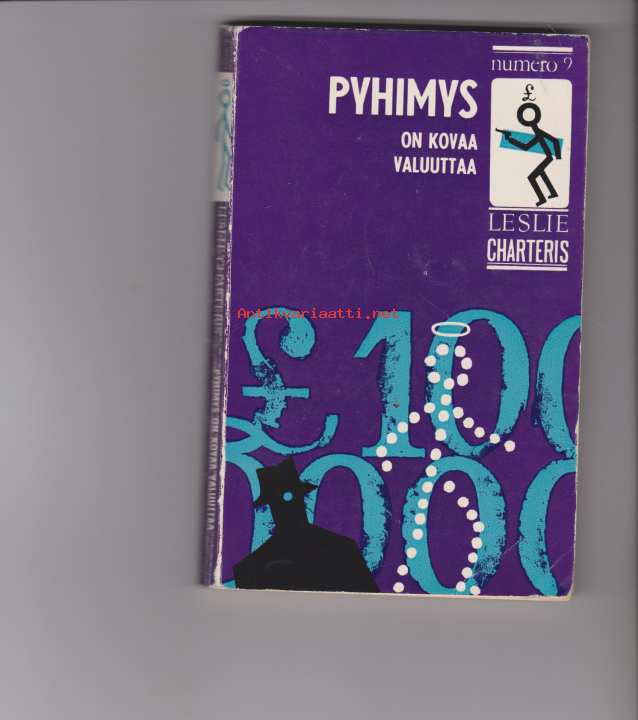 numero 9
£
PYHIMYS
ON KOVAA
VALUUTTAA
LESLIE
CHARTERIS
Antikvariaatti.net
£100
000
PYHIMYS ON KOVAA VALUUTTAA